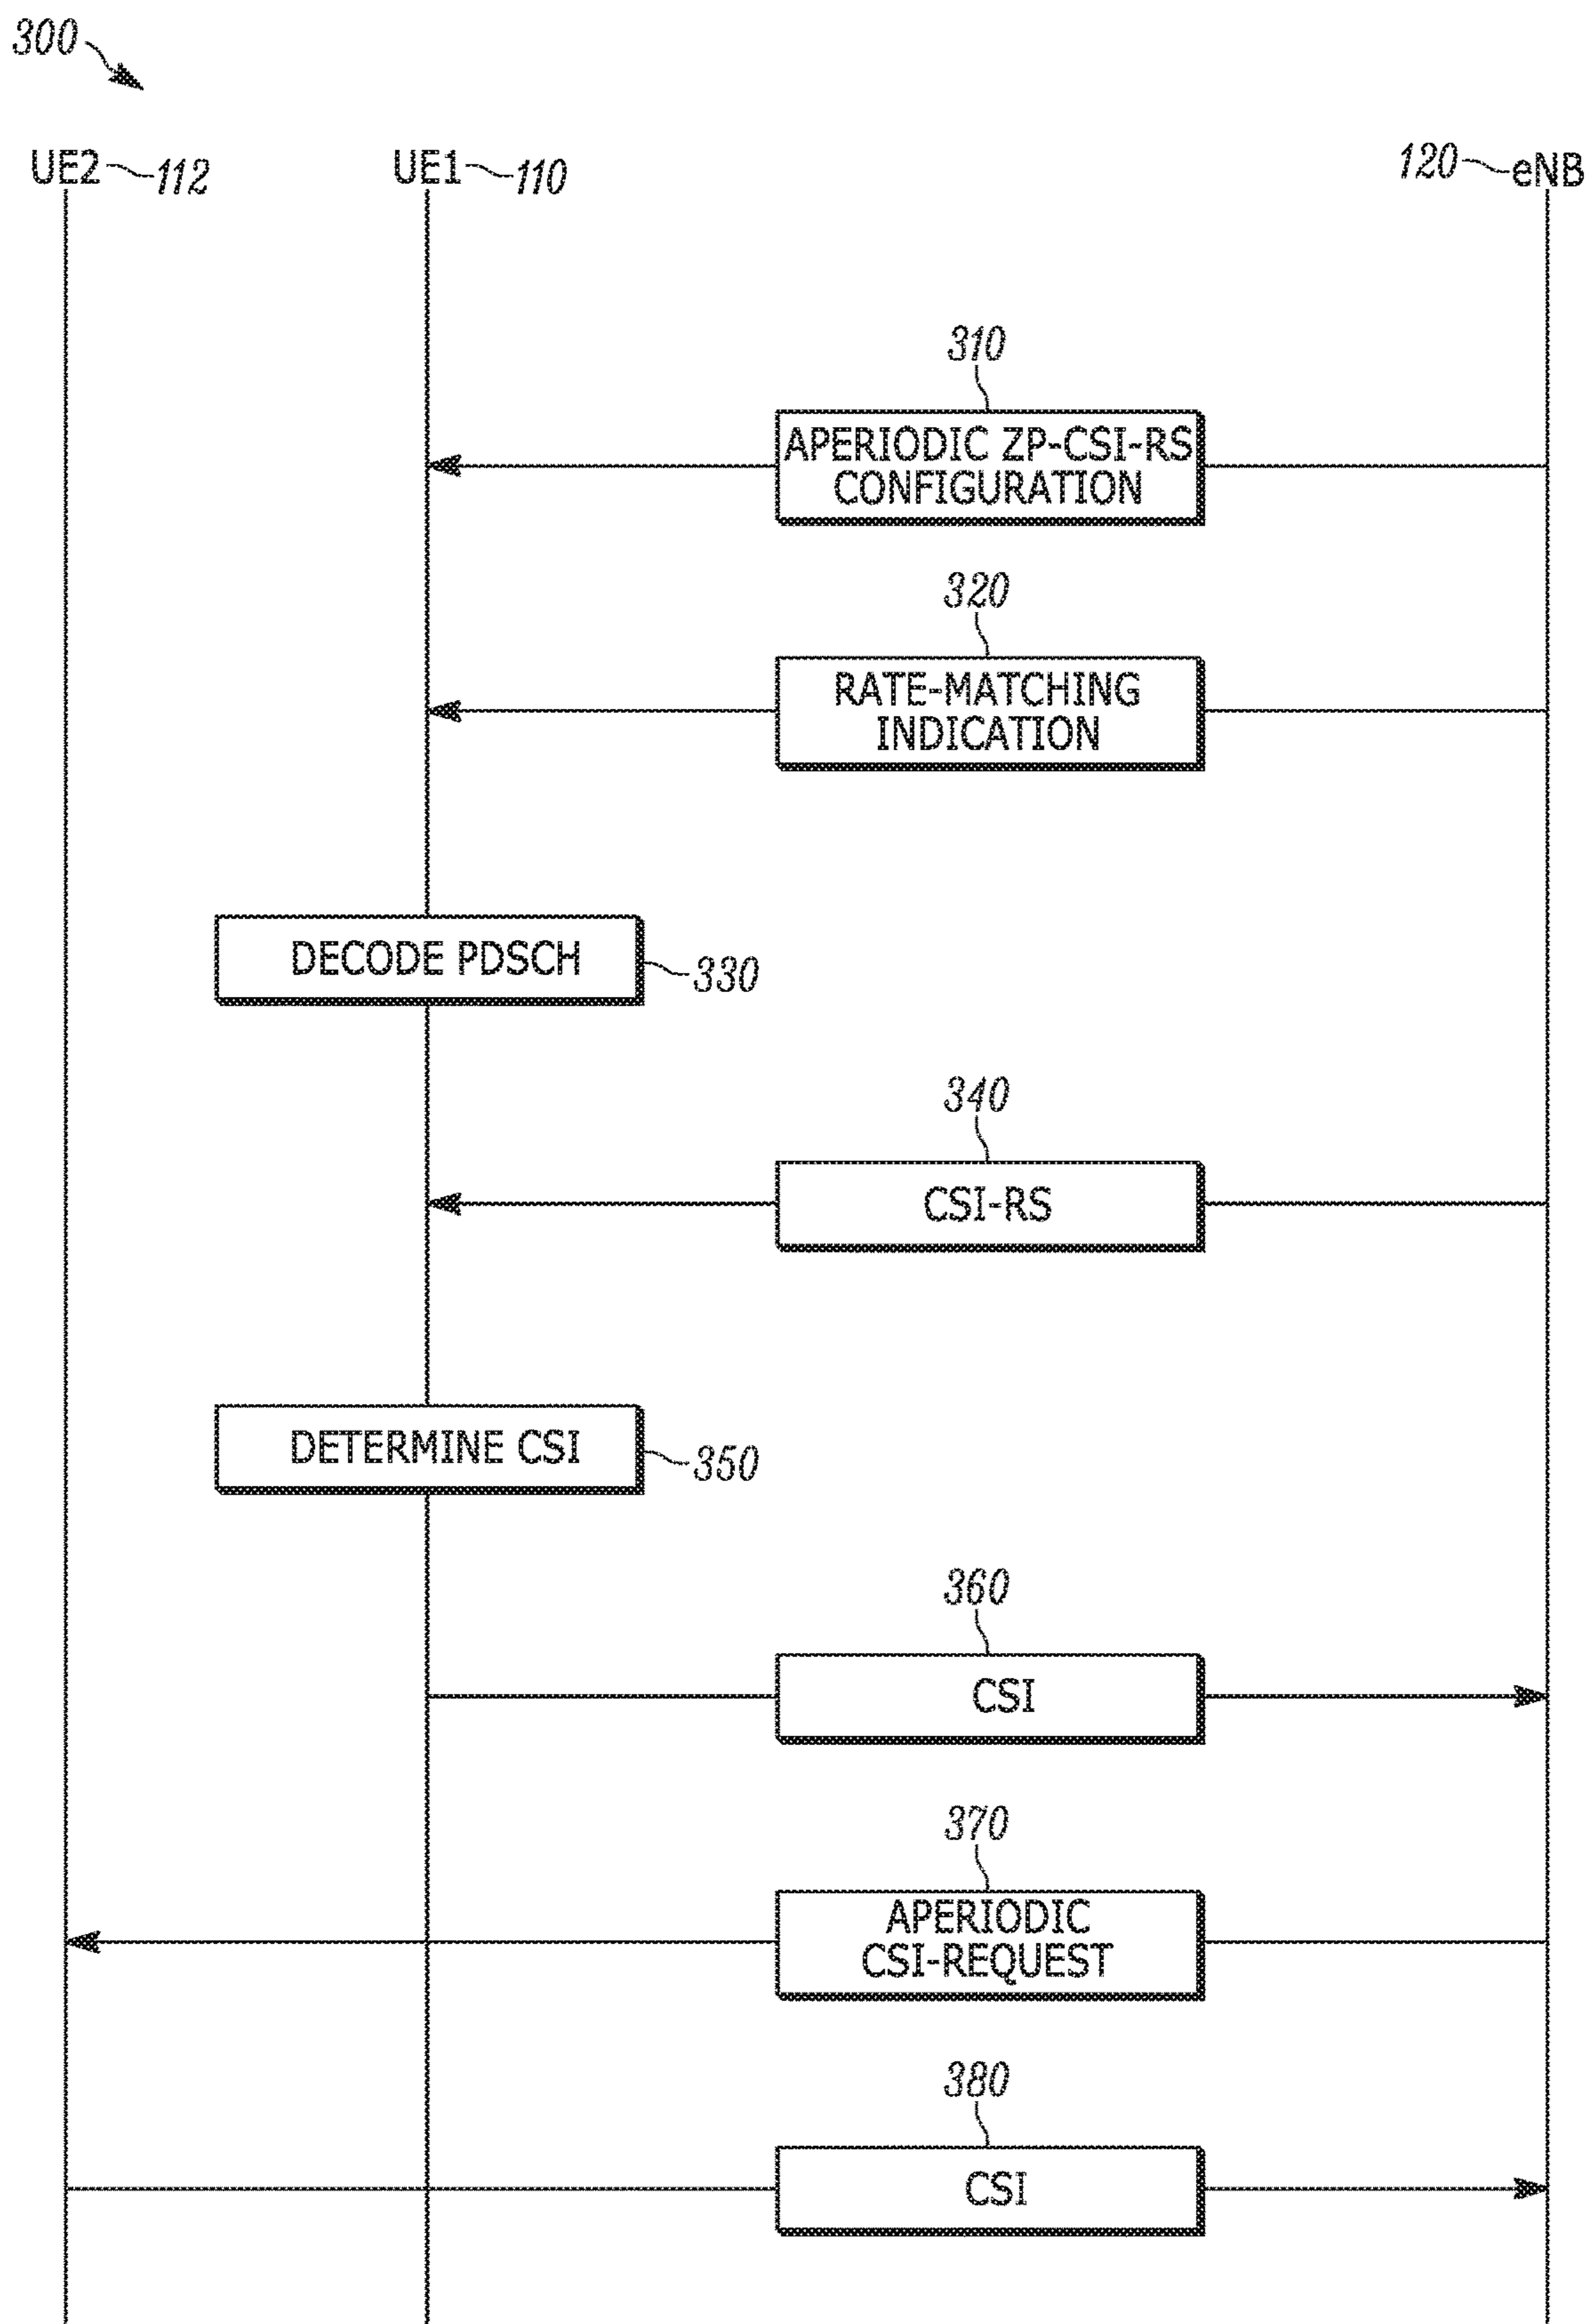 300
UE2 112
UE1 110
120 eNB
310
APERIODIC ZP-CSI-RS
CONFIGURATION
320
RATE-MATCHING
INDICATION
DECODE PDSCH
330
340
CSI-RS
DETERMINE CSI
350
360
CSI
370
APERIODIC
CSI-REQUEST
380
CSI